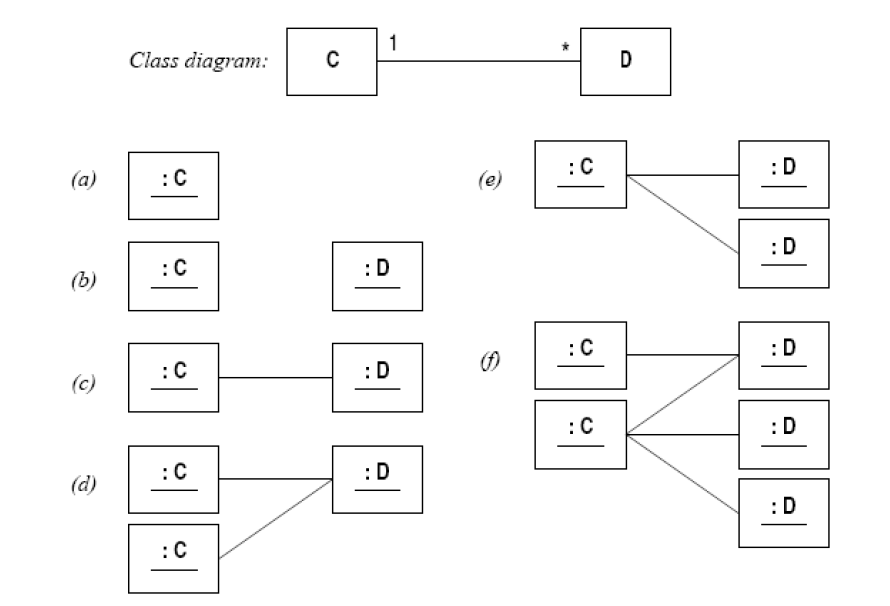 Class diagram: C 1 * D
(a) : C
(b) : C : D
(c) : C : D
(d) : C : D
: C
(e) : C : D
: D
(f) : C : D
: C : D
: D